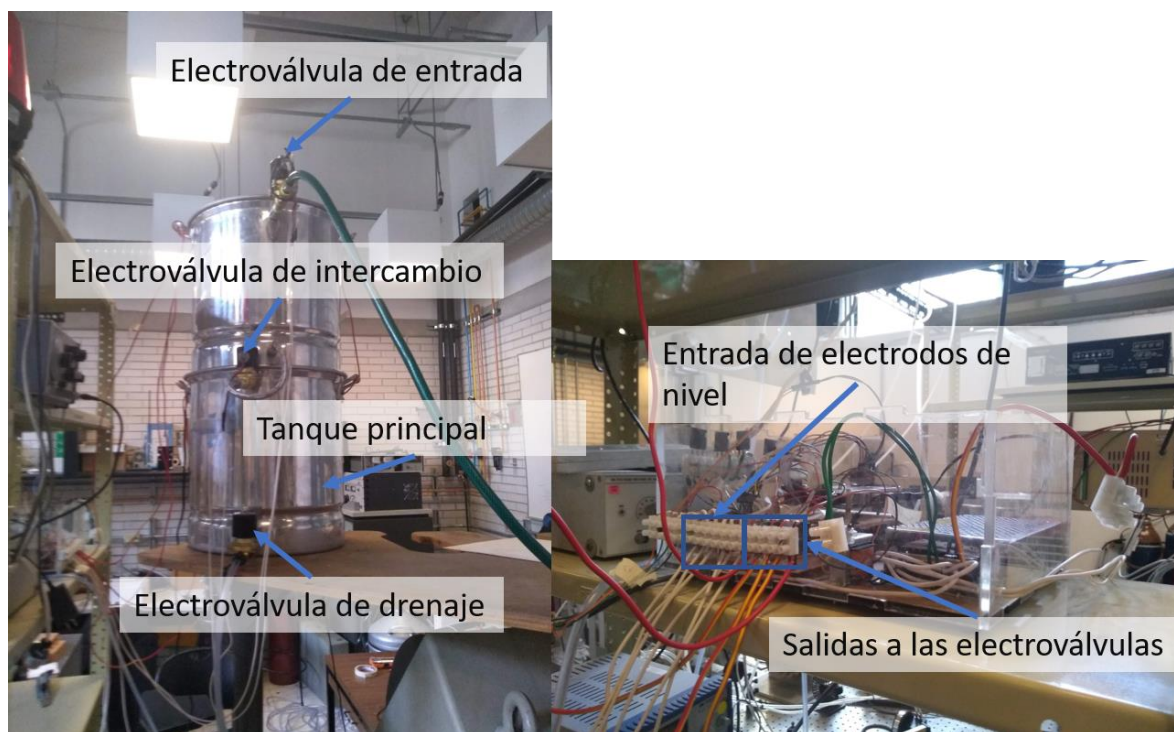 Electroválvula de entrada
Electroválvula de intercambio
Tanque principal
Electroválvula de drenaje
Entrada de electrodos de
nivel
Salidas a las electroválvulas